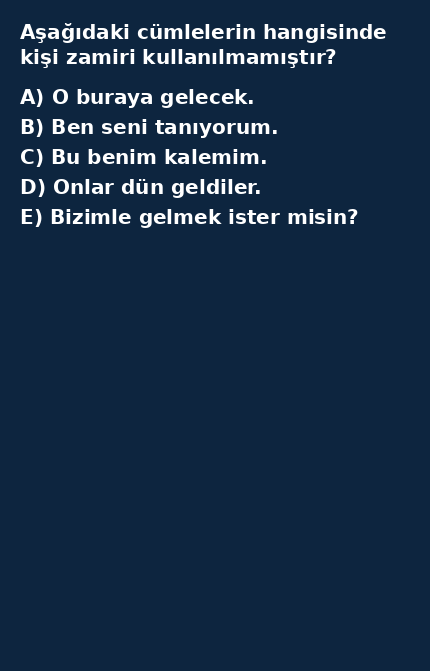 Aşağıdaki cümlelerin hangisinde
kişi zamiri kullanılmamıştır?
A) O buraya gelecek.
B) Ben seni tanıyorum.
C) Bu benim kalemim.
D) Onlar dün geldiler.
E) Bizimle gelmek ister misin?